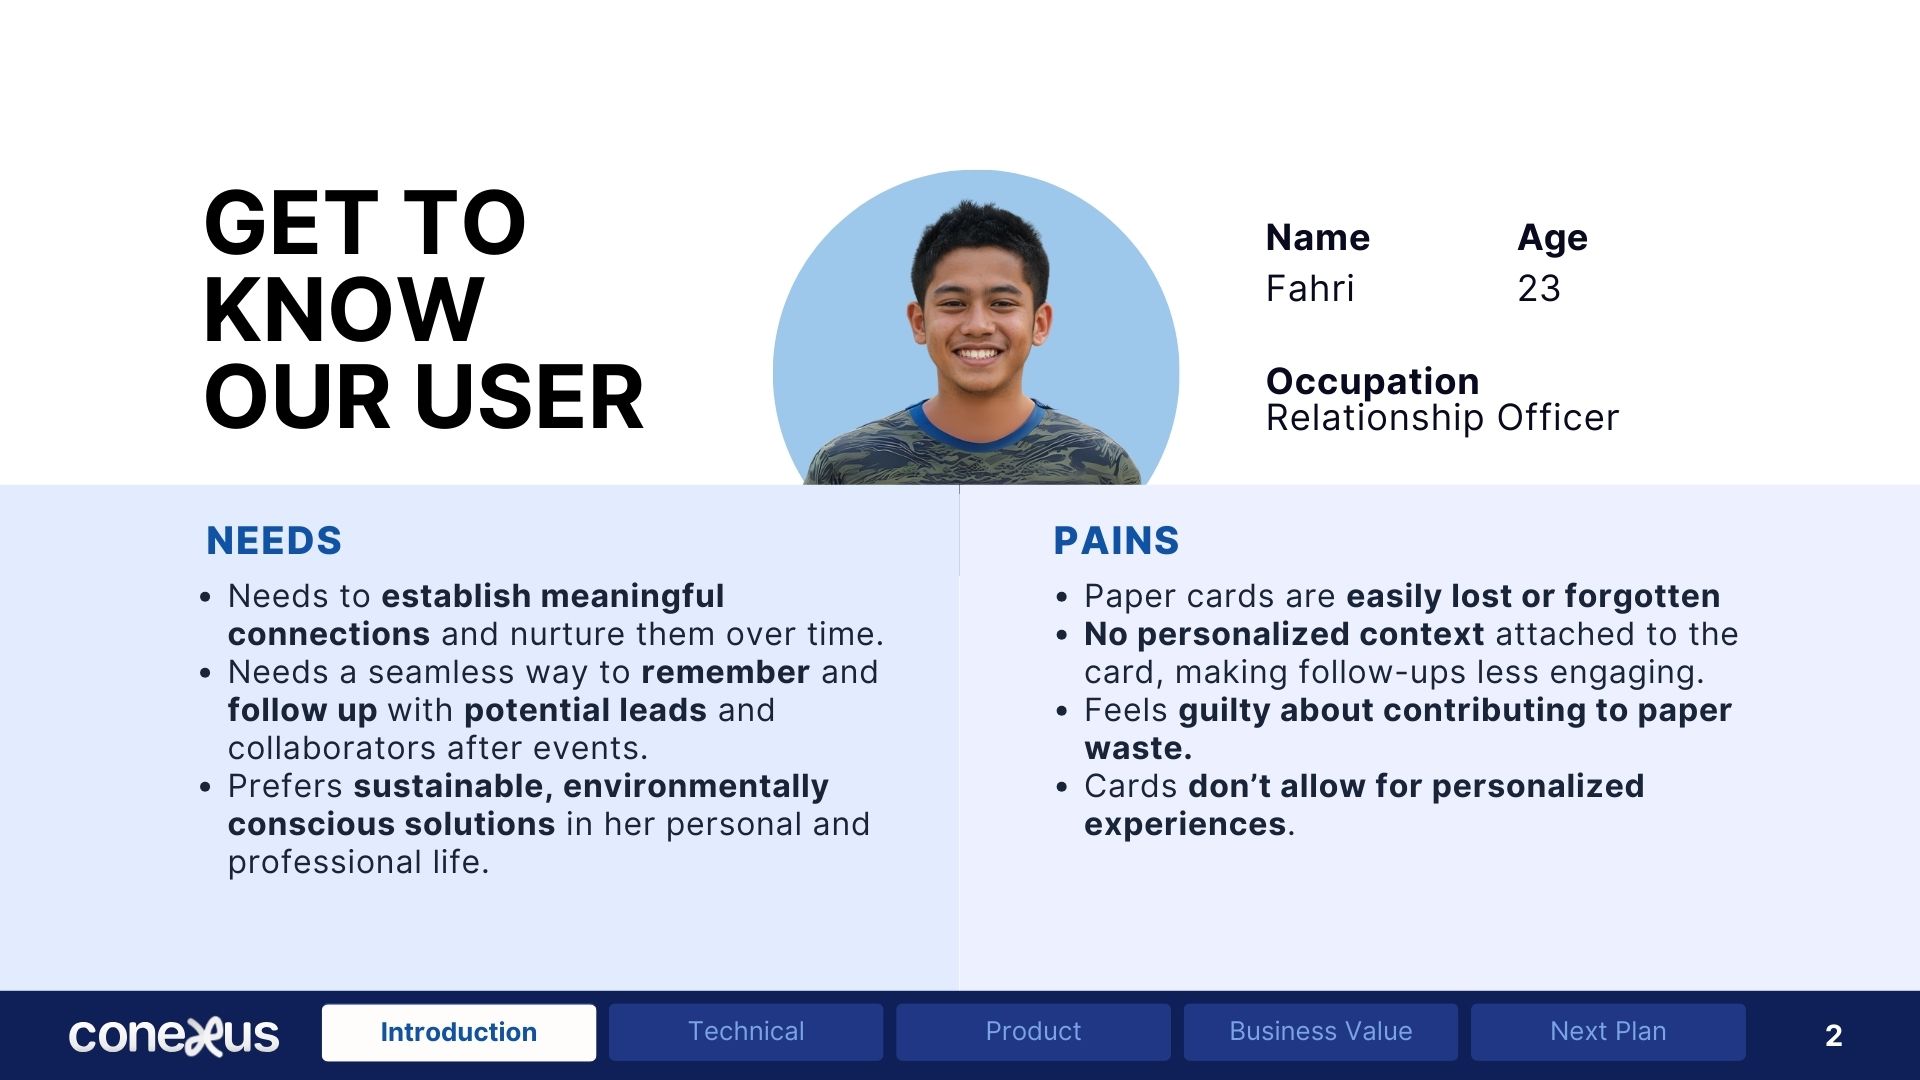 GET TO
KNOW
OUR USER
Name
Fahri
Age
23
Occupation
Relationship Officer
NEEDS
• Needs to establish meaningful
connections and nurture them over time.
• Needs a seamless way to remember and
follow up with potential leads and
collaborators after events.
• Prefers sustainable, environmentally
conscious solutions in her personal and
professional life.
PAINS
• Paper cards are easily lost or forgotten
• No personalized context attached to the
card, making follow-ups less engaging.
• Feels guilty about contributing to paper
waste.
• Cards don’t allow for personalized
experiences.
conexus
Introduction
Technical
Product
Business Value
Next Plan
2